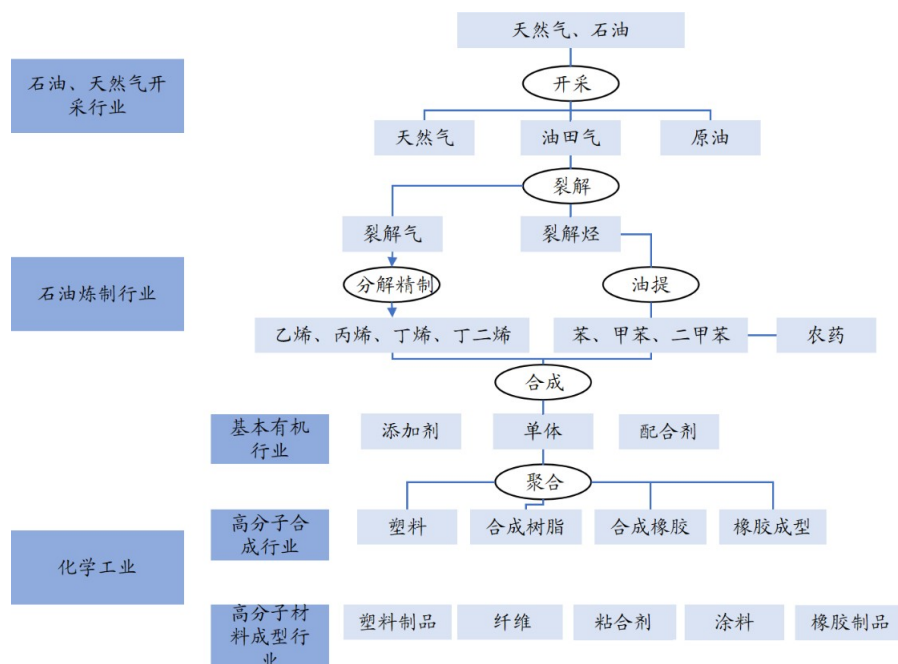 天然气、石油
石油、天然气开
采行业
开采
天然气
油田气
原油
裂解
裂解气
裂解烃
石油炼制行业
分解精制
油提
乙烯、丙烯、丁烯、丁二烯
苯、甲苯、二甲苯
农药
合成
基本有机
行业
添加剂
单体
配合剂
聚合
高分子合
成行业
塑料
合成树脂
合成橡胶
橡胶成型
化学工业
高分子材
料成型行
业
塑料制品
纤维
粘合剂
涂料
橡胶制品